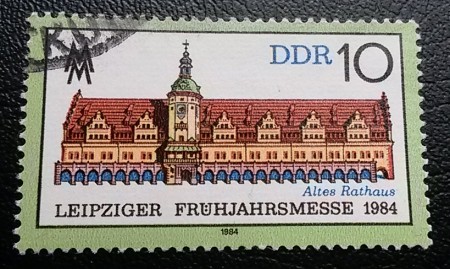 DDR 10
Altes Rathaus
LEIPZIGER FRÜHJAHRSMESSE 1984
1984